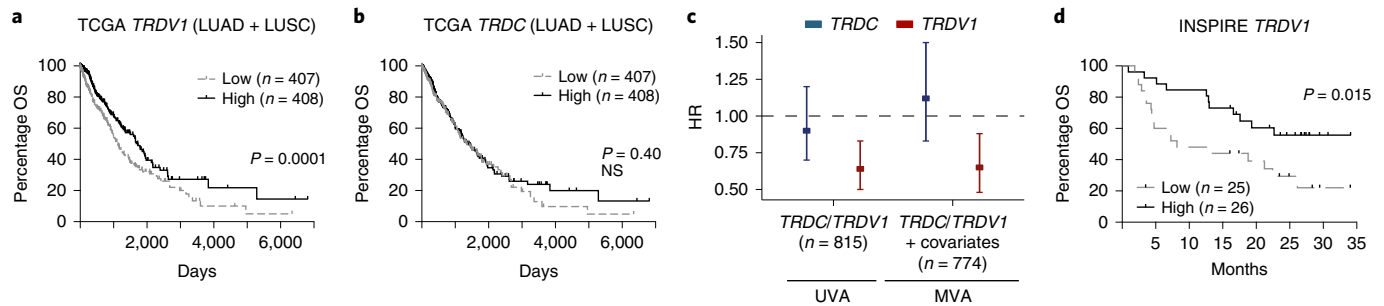 a
TCGA TRDV1 (LUAD + LUSC)
Percentage OS
100
80
60
40
20
0
Low (n = 407)
High (n = 408)
P = 0.0001
2,000
4,000
6,000
Days
b
TCGA TRDC (LUAD + LUSC)
Percentage OS
100
80
60
40
20
0
Low (n = 407)
High (n = 408)
P = 0.40
NS
2,000
4,000
6,000
Days
c
TRDC
TRDV1
HR
1.50
1.25
1.00
0.75
0.50
TRDC/TRDV1
(n = 815)
UVA
TRDC/TRDV1
+ covariates
(n = 774)
MVA
d
INSPIRE TRDV1
Percentage OS
100
80
60
40
20
0
P = 0.015
Low (n = 25)
High (n = 26)
5
10
15
20
25
30
35
Months